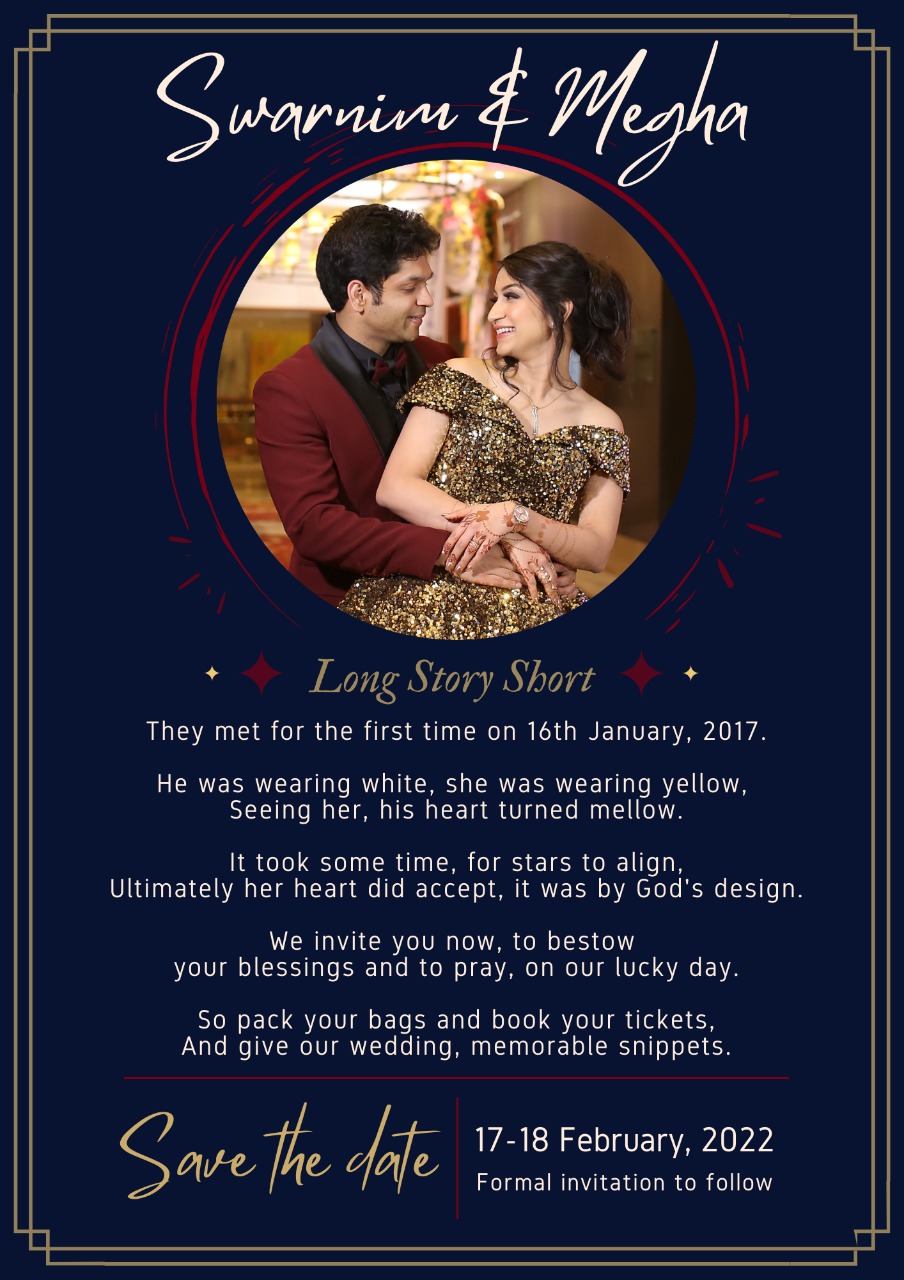 Swarnim & Megha
Long Story Short
They met for the first time on 16th January, 2017.
He was wearing white, she was wearing yellow,
Seeing her, his heart turned mellow.
It took some time, for stars to align,
Ultimately her heart did accept, it was by God's design.
We invite you now, to bestow
your blessings and to pray, on our lucky day.
So pack your bags and book your tickets,
And give our wedding, memorable snippets.
Save the date
17-18 February, 2022
Formal invitation to follow